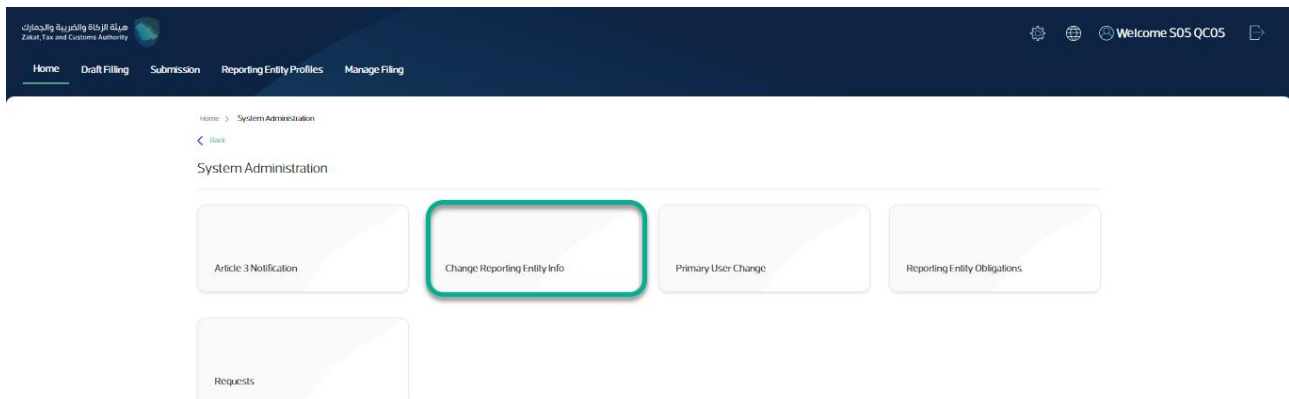 هيئة الزكاة والضريبة والجمارك
Zakat, Tax and Customs Authority
Welcome S05 QC05
Home Draft Filling Submission Reporting Entity Profiles Manage Filing
Home > System Administration
Back
System Administration
Article 3 Notification Change Reporting Entity Info Primary User Change Reporting Entity Obligations
Requests